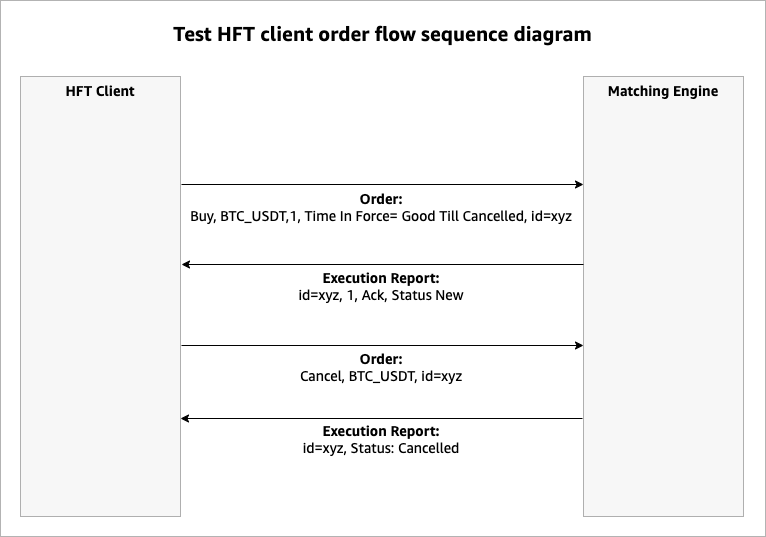 Test HFT client order flow sequence diagram
HFT Client
Matching Engine
Order:
Buy, BTC_USDT,1, Time In Force= Good Till Cancelled, id=xyz
Execution Report:
id=xyz, 1, Ack, Status New
Order:
Cancel, BTC_USDT, id=xyz
Execution Report:
id=xyz, Status: Cancelled